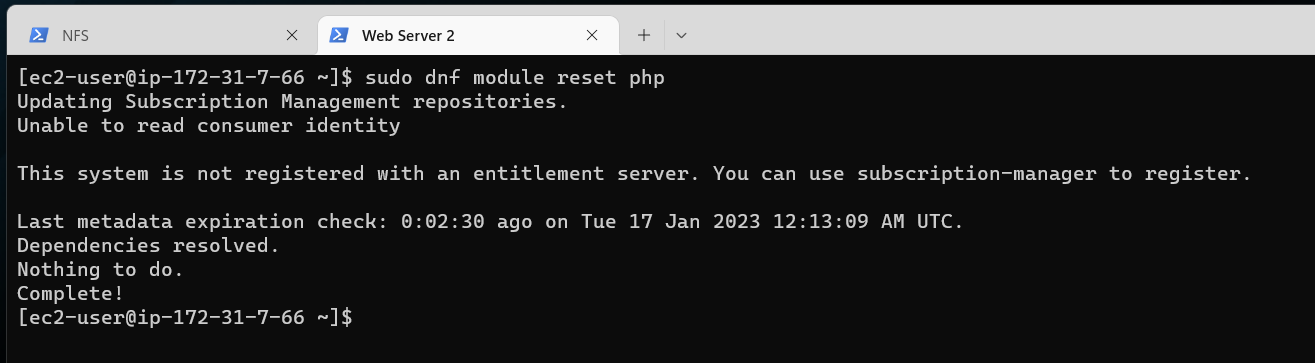 NFS
Web Server 2
[ec2-user@ip-172-31-7-66 ~]$ sudo dnf module reset php
Updating Subscription Management repositories.
Unable to read consumer identity
This system is not registered with an entitlement server. You can use subscription-manager to register.
Last metadata expiration check: 0:02:30 ago on Tue 17 Jan 2023 12:13:09 AM UTC.
Dependencies resolved.
Nothing to do.
Complete!
[ec2-user@ip-172-31-7-66 ~]$